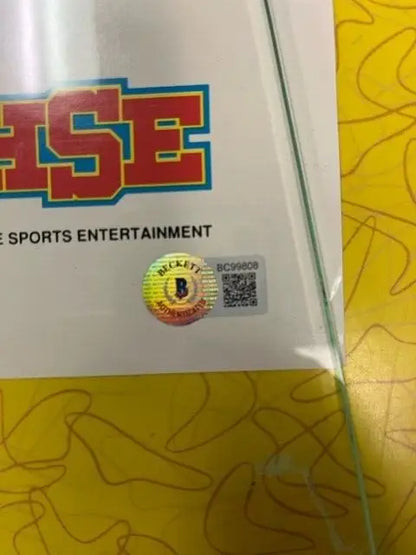 HSE
E SPORTS ENTERTAINMENT
BECKETT
B
AUTHENTICATED
BC99808